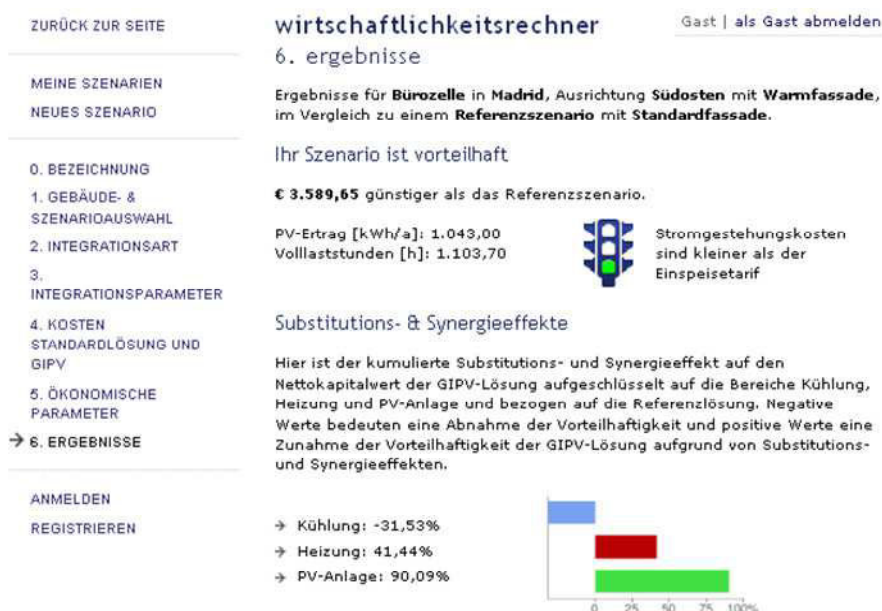 ZURÜCK ZUR SEITE
MEINE SZENARIEN
NEUES SZENARIO
0. BEZEICHNUNG
1. GEBÄUDE- &
SZENARIOAUSWAHL
2. INTEGRATIONSART
3.
INTEGRATIONSPARAMETER
4. KOSTEN
STANDARDLÖSUNG UND
GIPV
5. ÖKONOMISCHE
PARAMETER
→ 6. ERGEBNISSE
ANMELDEN
REGISTRIEREN
wirtschaftlichkeitsrechner
Gast | als Gast abmelden
6. ergebnisse
Ergebnisse für Bürozelle in Madrid, Ausrichtung Südosten mit Warmfassade,
im Vergleich zu einem Referenzszenario mit Standardfassade.
Ihr Szenario ist vorteilhaft
€ 3.589,65 günstiger als das Referenzszenario.
PV-Ertrag [kWh/a]: 1.043,00
Volllaststunden [h]: 1.103,70
Stromgestehungskosten
sind kleiner als der
Einspeisetarif
Substitutions- & Synergieeffekte
Hier ist der kumulierte Substitutions- und Synergieeffekt auf den
Nettokapitalwert der GIPV-Lösung aufgeschlüsselt auf die Bereiche Kühlung,
Heizung und PV-Anlage und bezogen auf die Referenzlösung. Negative
Werte bedeuten eine Abnahme der Vorteilhaftigkeit und positive Werte eine
Zunahme der Vorteilhaftigkeit der GIPV-Lösung aufgrund von Substitutions-
und Synergieeffekten.
→ Kühlung: -31,53%
→ Heizung: 41,44%
→ PV-Anlage: 90,09%
0 25 50 75 100%